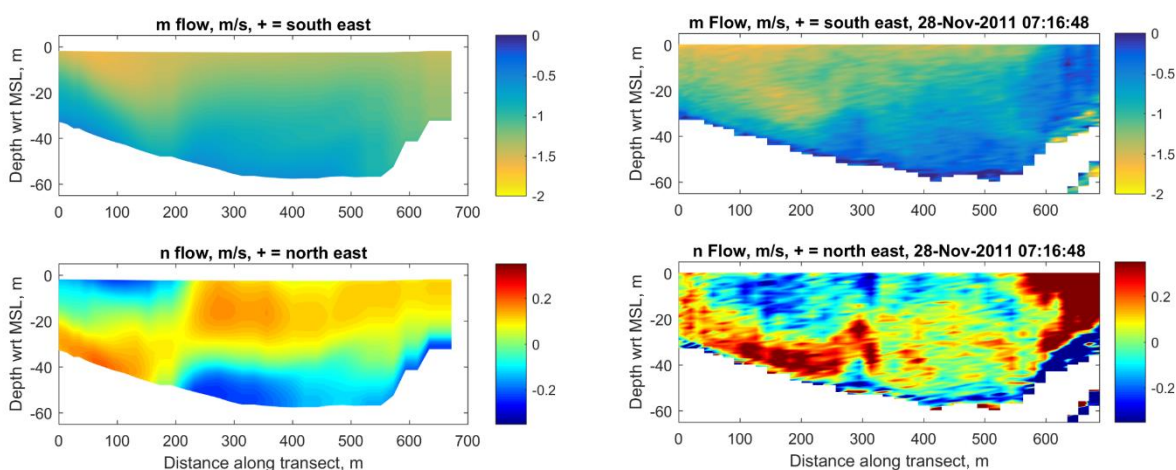 m flow, m/s, + = south east
Depth wrt MSL, m
0
-20
-40
-60
0 100 200 300 400 500 600 700
0
-0.5
-1
-1.5
-2
m Flow, m/s, + = south east, 28-Nov-2011 07:16:48
Depth wrt MSL, m
0
-20
-40
-60
0 100 200 300 400 500 600
0
-0.5
-1
-1.5
-2
n flow, m/s, + = north east
Depth wrt MSL, m
0
-20
-40
-60
0 100 200 300 400 500 600 700
Distance along transect, m
0.2
0
-0.2
n Flow, m/s, + = north east, 28-Nov-2011 07:16:48
Depth wrt MSL, m
0
-20
-40
-60
0 100 200 300 400 500 600
Distance along transect, m
0.2
0
-0.2